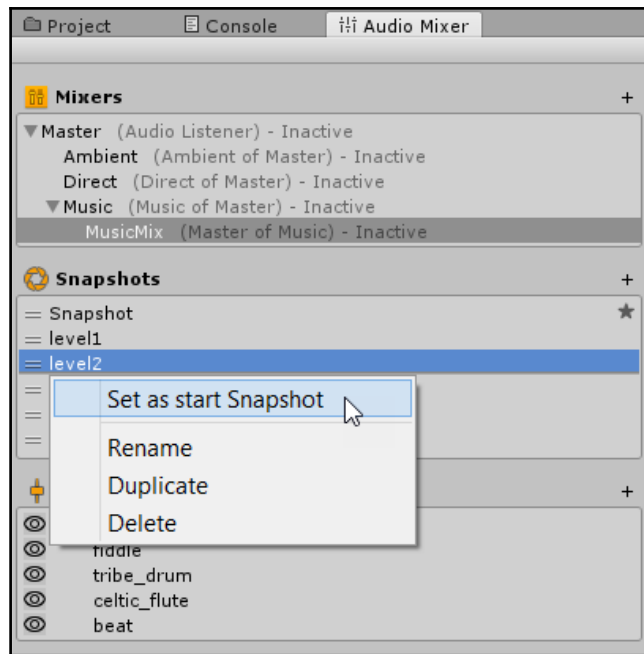 Project Console Audio Mixer
Mixers +
Master (Audio Listener) - Inactive
Ambient (Ambient of Master) - Inactive
Direct (Direct of Master) - Inactive
Music (Music of Master) - Inactive
MusicMix (Master of Music) - Inactive
Snapshots +
Snapshot
level1
level2
Set as start Snapshot
Rename
Duplicate
Delete
+
fiddle
tribe_drum
celtic_flute
beat